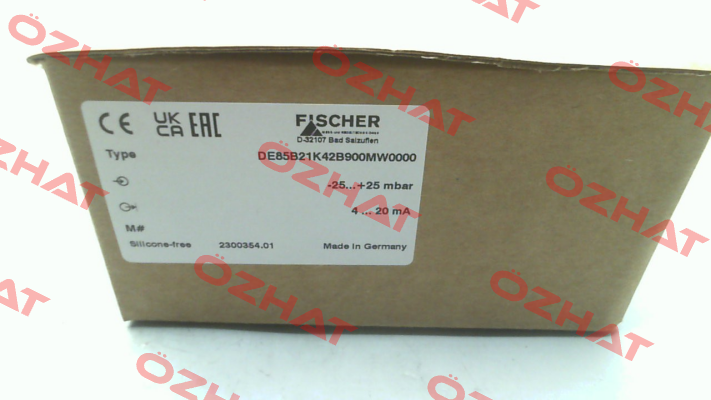 CE UK CA EAC
FISCHER
D-32107 Bad Salzuflen
Type DE85B21K42B900MW0000
-25...+25 mbar
4 ... 20 mA
M#
Silicone-free 2300354.01 Made in Germany
ÖZHAT
ÖZHAT
ÖZHAT
ÖZHAT
ÖZHAT
ÖZHAT
ÖZHAT
ÖZHAT
ÖZHAT
ÖZHAT